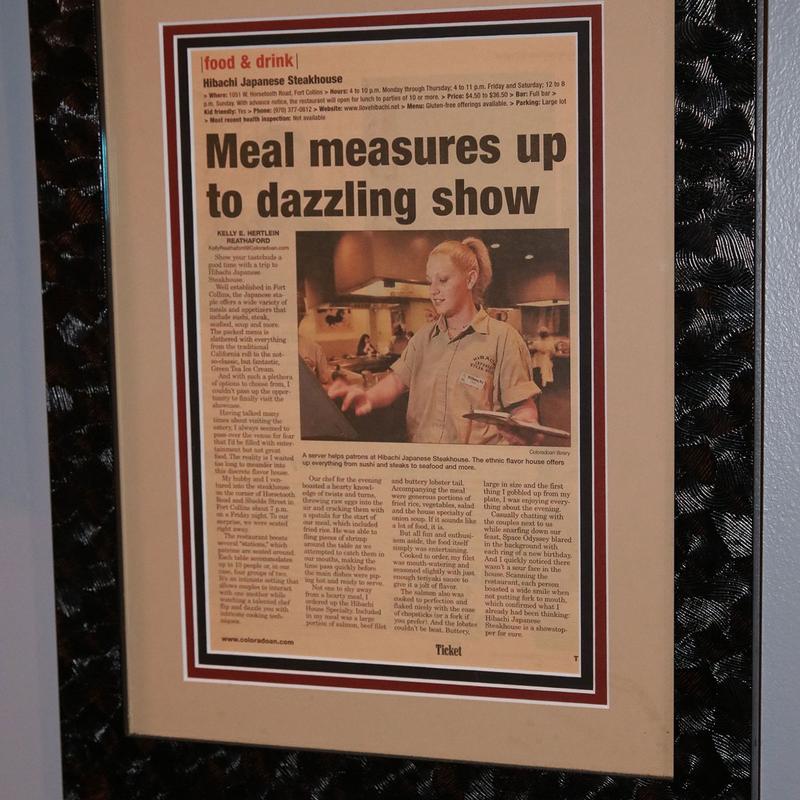 food & drink
Hibachi Japanese Steakhouse
> Where: 1051 W. Horsetooth Road, Fort Collins > Hours: 4 to 10 p.m. Monday through Thursday; 4 to 11 p.m. Friday and Saturday; 12 to 8
p.m. Sunday. With advance notice, the restaurant will open for lunch to parties of 10 or more. > Price: $4.50 to $36.50 > Bar: Full bar >
Kid friendly: Yes > Phone: (970) 377-0812 > Website: www.ilovehibachi.net > Menu: Gluten-free offerings available. > Parking: Large lot
> Most recent health inspection: Not available
Meal measures up
to dazzling show
KELLY E. HERTLEIN
REATHAFORD
KellyReathaford@Coloradoan.com
Show your tastebuds a
good time with a trip to
Hibachi Japanese
Steakhouse.
Well established in Fort
Collins, the Japanese sta-
ple offers a wide variety of
meals and appetizers that
include sushi, steak,
seafood, soup and more.
The packed menu is
slathered with everything
from the traditional
California roll to the not-
so-classic, but fantastic,
Green Tea Ice Cream.
And with such a plethora
of options to choose from, I
couldn't pass up the oppor-
tunity to finally visit the
showcase.
Having talked many
times about visiting the
eatery, I always seemed to
pass over the venue for fear
that I'd be filled with enter-
tainment but not great
food. The reality is I waited
too long to meander into
this discreet flavor house.
My hubby and I ven-
tured into the steakhouse
on the corner of Horsetooth
Road and Shields Street in
Fort Collins about 7 p.m.
on a Friday night. To our
surprise, we were seated
right away.
The restaurant boasts
several "stations," which
patrons are seated around.
Each table accommodates
up to 10 people or, in our
case, four groups of two.
It's an intimate setting that
allows couples to interact
with one another while
watching a talented chef
flip and dazzle you with
intricate cooking tech-
niques.
www.coloradoan.com
HIBACHI
Coloradoan library
A server helps patrons at Hibachi Japanese Steakhouse. The ethnic flavor house offers
up everything from sushi and steaks to seafood and more.
Our chef for the evening
boasted a hearty knowl-
edge of twists and turns,
throwing raw eggs into the
air and cracking them with
a spatula for the start of
our meal, which included
fried rice. He was able to
fling pieces of shrimp
around the table as we
attempted to catch them in
our mouths, making the
time pass quickly before
the main dishes were pip-
ing hot and ready to serve.
Not one to shy away
from a hearty meal, I
ordered up the Hibachi
House Specialty. Included
in my meal was a large
portion of salmon, beef filet
and buttery lobster tail.
Accompanying the meal
were generous portions of
fried rice, vegetables, salad
and the house specialty of
onion soup. If it sounds like
a lot of food, it is.
But all fun and enthusi-
asm aside, the food itself
simply was entertaining.
Cooked to order, my filet
was mouth-watering and
seasoned slightly with just
enough teriyaki sauce to
give it a jolt of flavor.
The salmon also was
cooked to perfection and
flaked nicely with the ease
of chopsticks (or a fork if
you prefer). And the lobster
couldn't be beat. Buttery,
large in size and the first
thing I gobbled up from my
plate, I was enjoying every-
thing about the evening.
Casually chatting with
the couples next to us
while snarfing down our
feast, Space Odyssey blared
in the background with
each ring of a new birthday.
And I quickly noticed there
wasn't a sour face in the
house. Scanning the
restaurant, each person
boasted a wide smile when
not putting fork to mouth,
which confirmed what I
already had been thinking:
Hibachi Japanese
Steakhouse is a showstop-
per for sure.
Ticket
T